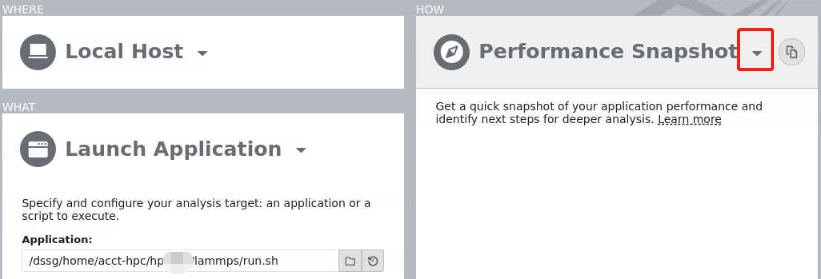 WHERE
Local Host
WHAT
Launch Application
Specify and configure your analysis target: an application or a
script to execute.
Application:
/dssg/home/acct-hpc/hp lammps/run.sh
HOW
Performance Snapshot
Get a quick snapshot of your application performance and
identify next steps for deeper analysis. Learn more